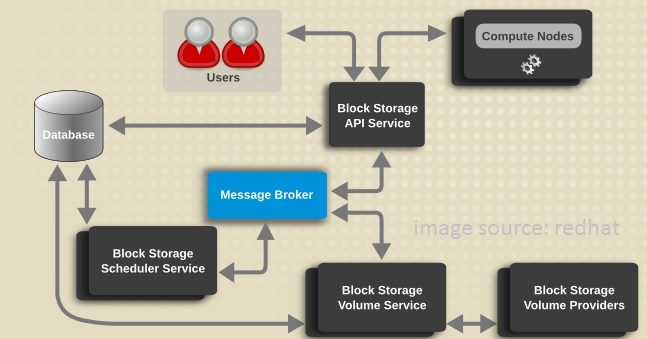 Users
Compute Nodes
Block Storage
API Service
Database
Message Broker
image source: redhat
Block Storage
Scheduler Service
Block Storage
Volume Service
Block Storage
Volume Providers